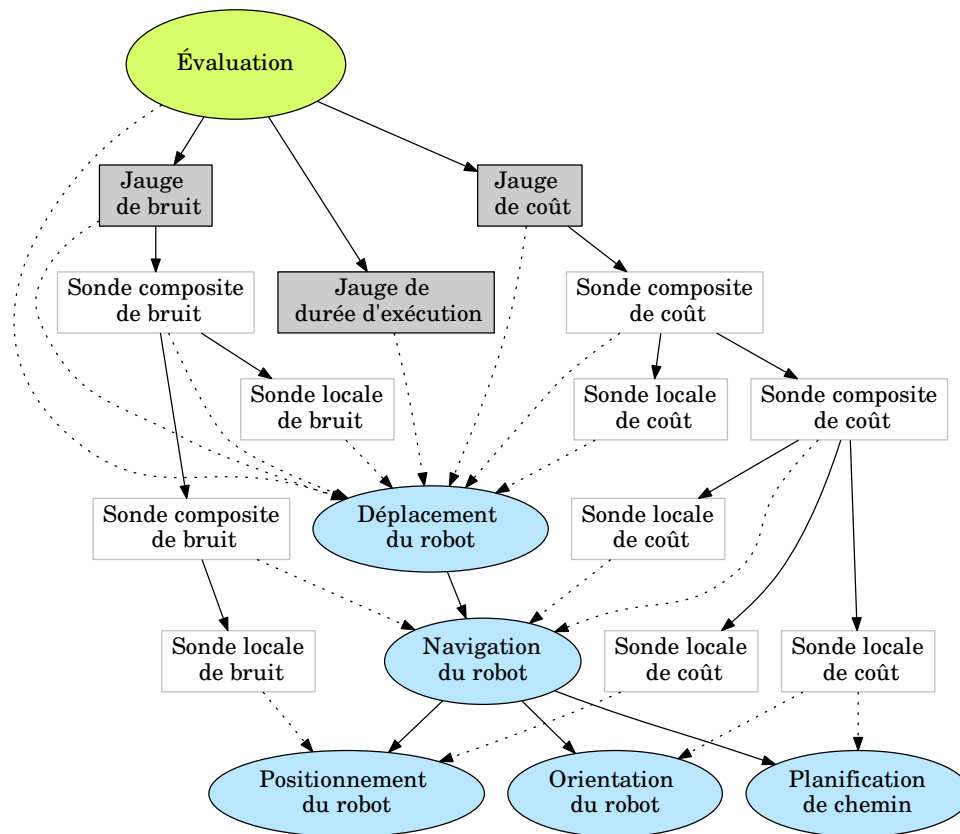 Évaluation
Jauge
de bruit
Jauge
de coût
Sonde composite
de bruit
Jauge de
durée d'exécution
Sonde composite
de coût
Sonde locale
de bruit
Sonde locale
de coût
Sonde composite
de coût
Sonde composite
de bruit
Déplacement
du robot
Sonde locale
de coût
Sonde locale
de bruit
Navigation
du robot
Sonde locale
de coût
Sonde locale
de coût
Positionnement
du robot
Orientation
du robot
Planification
de chemin